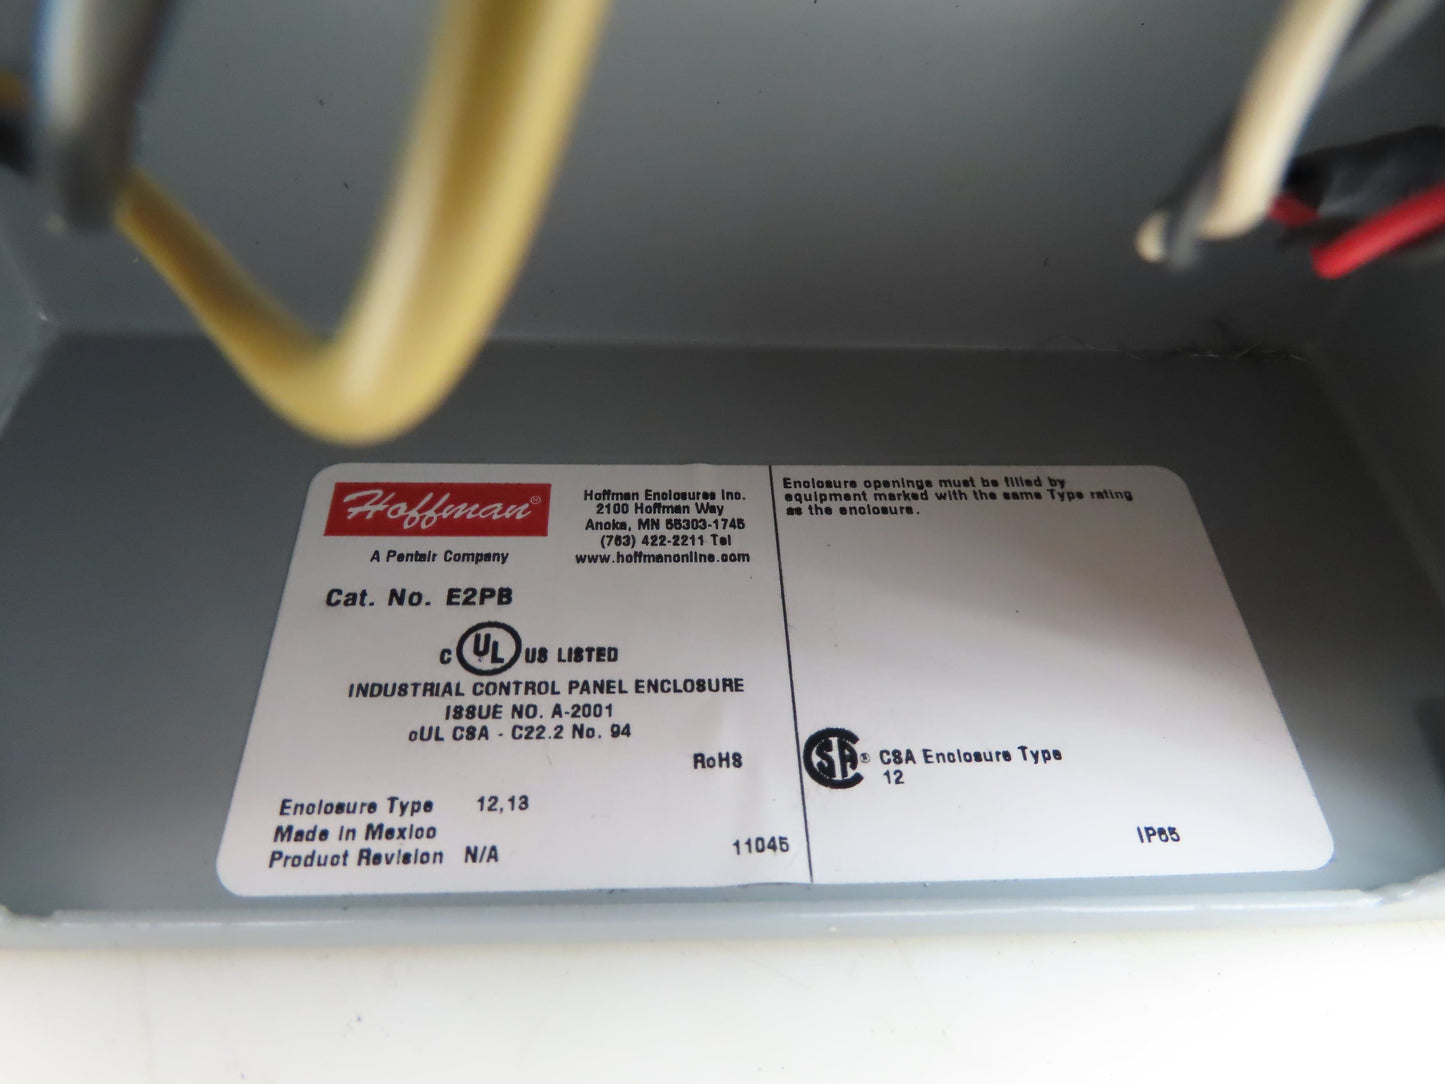 Hoffman®
A Pentair Company
Hoffman Enclosures Inc.
2100 Hoffman Way
Anoka, MN 55303-1745
(763) 422-2211 Tel
www.hoffmanonline.com
Cat. No. E2PB
C UL US LISTED
INDUSTRIAL CONTROL PANEL ENCLOSURE
ISSUE NO. A-2001
cUL CSA - C22.2 No. 94
RoHS
Enclosure Type 12,13
Made in Mexico
Product Revision N/A
11045
Enclosure openings must be filled by
equipment marked with the same Type rating
as the enclosure.
CSA® CSA Enclosure Type
12
IP65